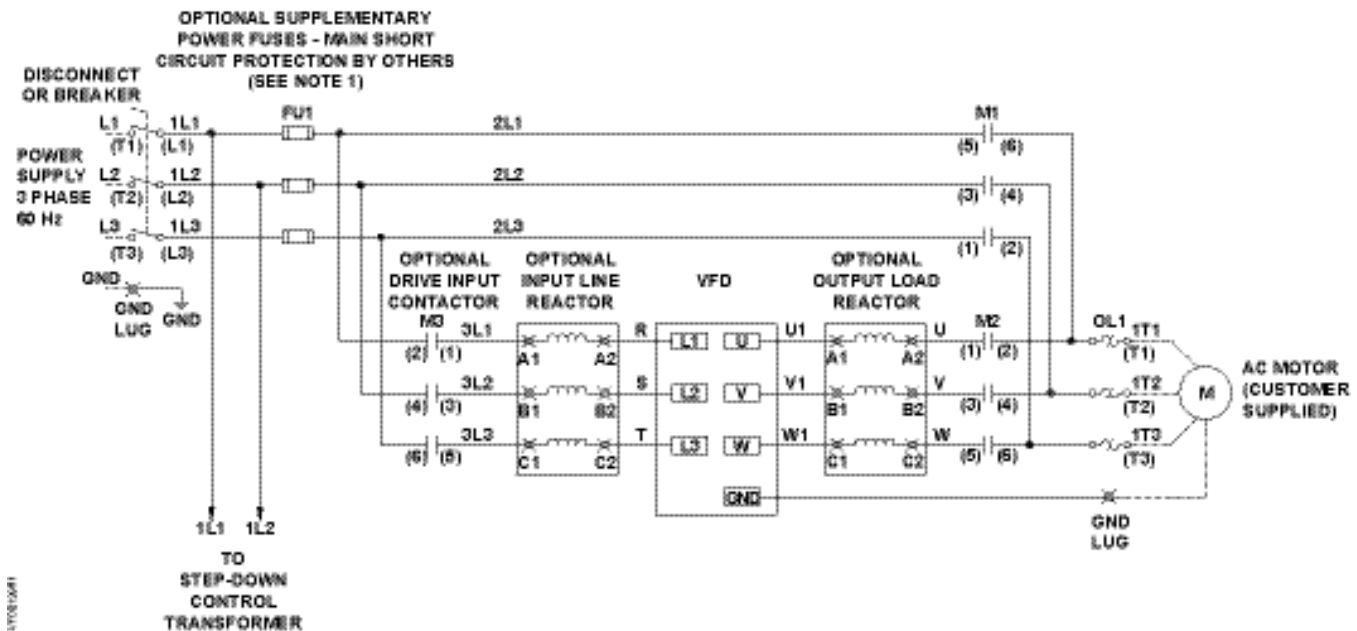 OPTIONAL SUPPLEMENTARY
POWER FUSES - MAIN SHORT
CIRCUIT PROTECTION BY OTHERS
(SEE NOTE 1)
DISCONNECT
OR BREAKER
FU1
M1
L1 1L1 2L1
(T1) (L1) (5) (6)
POWER
SUPPLY
3 PHASE
60 Hz
L2 1L2 2L2
(T2) (L2) (3) (4)
L3 1L3 2L3
(T3) (L3) (1) (2)
GND
GND
LUG
GND
OPTIONAL
DRIVE INPUT
CONTACTOR
OPTIONAL
INPUT LINE
REACTOR
VFD
OPTIONAL
OUTPUT LOAD
REACTOR
M3 3L1 R L1 U U1 U M2 OL1 1T1
(2) (1) A1 A2 A1 A2 (1) (2) (T1)
3L2 S L2 V V1 V 1T2
(4) (3) B1 B2 B1 B2 (3) (4) (T2)
3L3 T L3 W W1 W 1T3
(6) (5) C1 C2 C1 C2 (5) (6) (T3)
M
AC MOTOR
(CUSTOMER
SUPPLIED)
GND
GND
LUG
1L1 1L2
TO
STEP-DOWN
CONTROL
TRANSFORMER